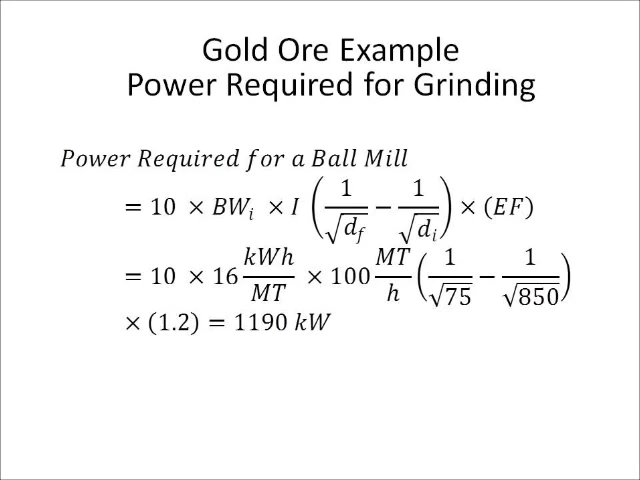 Gold Ore Example
Power Required for Grinding
Power Required for a Ball Mill
= 10 × BWᵢ × I (1/√d_f − 1/√dᵢ) × (EF)
= 10 × 16 kWh/MT × 100 MT/h (1/√75 − 1/√850)
× (1.2) = 1190 kW